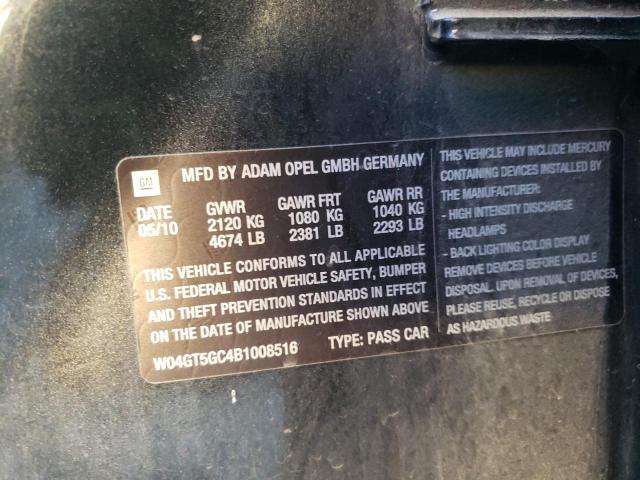 GM
MFD BY ADAM OPEL GMBH GERMANY
DATE GVWR GAWR FRT GAWR RR
05/10 2120 KG 1080 KG 1040 KG
4674 LB 2381 LB 2293 LB
THIS VEHICLE CONFORMS TO ALL APPLICABLE
U.S. FEDERAL MOTOR VEHICLE SAFETY, BUMPER
AND THEFT PREVENTION STANDARDS IN EFFECT
ON THE DATE OF MANUFACTURE SHOWN ABOVE
W04GT5GC4B1008516 TYPE: PASS CAR
THIS VEHICLE MAY INCLUDE MERCURY
CONTAINING DEVICES INSTALLED BY
THE MANUFACTURER:
- HIGH INTENSITY DISCHARGE
HEADLAMPS
- BACK LIGHTING COLOR DISPLAY
REMOVE DEVICES BEFORE VEHICLE
DISPOSAL. UPON REMOVAL OF DEVICES,
PLEASE REUSE, RECYCLE OR DISPOSE
AS HAZARDOUS WASTE